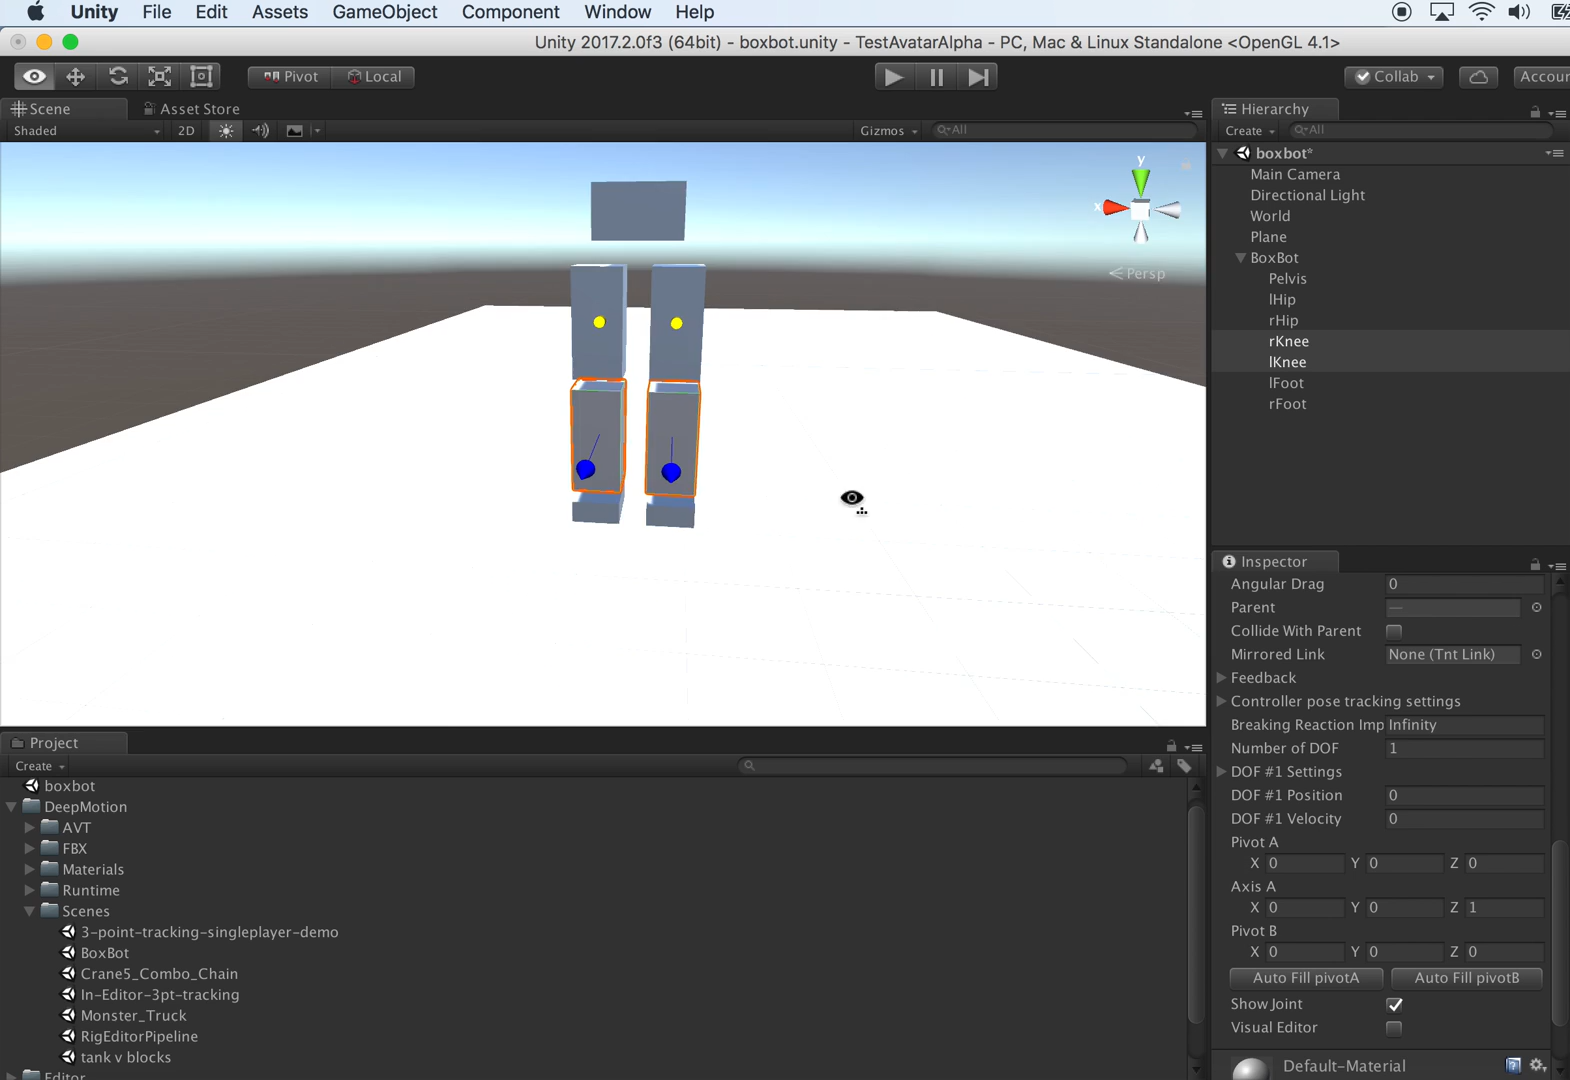 Unity File Edit Assets GameObject Component Window Help
Unity 2017.2.0f3 (64bit) - boxbot.unity - TestAvatarAlpha - PC, Mac & Linux Standalone <OpenGL 4.1>
Pivot Local Collab Accour
Scene Asset Store
Shaded 2D Gizmos All
y
x
Persp
Hierarchy
Create All
boxbot*
Main Camera
Directional Light
World
Plane
BoxBot
Pelvis
lHip
rHip
rKnee
lKnee
lFoot
rFoot
Inspector
Angular Drag 0
Parent —
Collide With Parent
Mirrored Link None (Tnt Link)
Feedback
Controller pose tracking settings
Breaking Reaction Imp Infinity
Number of DOF 1
DOF #1 Settings
DOF #1 Position 0
DOF #1 Velocity 0
Pivot A
X 0 Y 0 Z 0
Axis A
X 0 Y 0 Z 1
Pivot B
X 0 Y 0 Z 0
Auto Fill pivotA Auto Fill pivotB
Show Joint
Visual Editor
Default-Material
Project
Create
boxbot
DeepMotion
AVT
FBX
Materials
Runtime
Scenes
3-point-tracking-singleplayer-demo
BoxBot
Crane5_Combo_Chain
In-Editor-3pt-tracking
Monster_Truck
RigEditorPipeline
tank v blocks
Editor